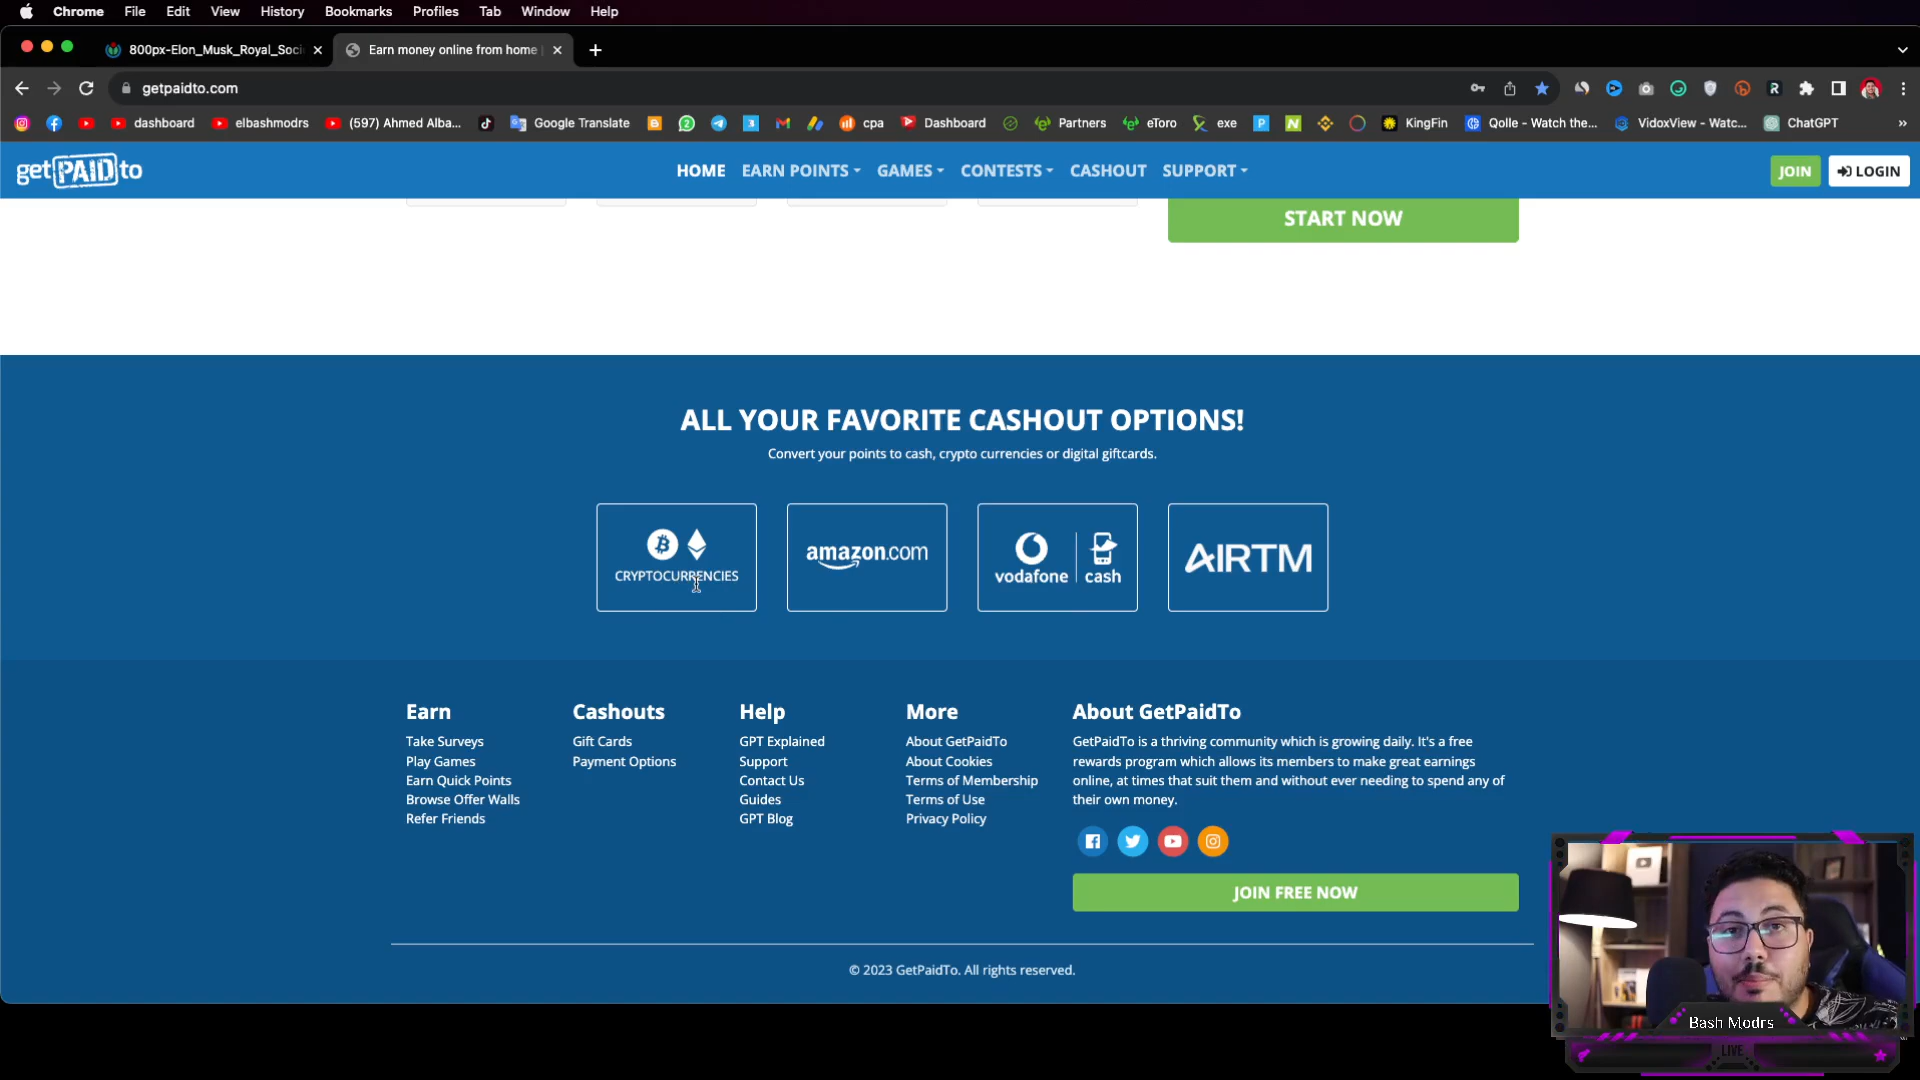 Chrome File Edit View History Bookmarks Profiles Tab Window Help
800px-Elon_Musk_Royal_Soci
Earn money online from home |
getpaidto.com
dashboard elbashmodrs (597) Ahmed Alba... Google Translate cpa Dashboard Partners eToro exe KingFin Qolle - Watch the... VidoxView - Watc... ChatGPT »
getPAIDto
HOME EARN POINTS GAMES CONTESTS CASHOUT SUPPORT JOIN LOGIN
START NOW
ALL YOUR FAVORITE CASHOUT OPTIONS!
Convert your points to cash, crypto currencies or digital giftcards.
CRYPTOCURRENCIES
amazon.com
vodafone cash
AIRTM
Earn
Take Surveys
Play Games
Earn Quick Points
Browse Offer Walls
Refer Friends
Cashouts
Gift Cards
Payment Options
Help
GPT Explained
Support
Contact Us
Guides
GPT Blog
More
About GetPaidTo
About Cookies
Terms of Membership
Terms of Use
Privacy Policy
About GetPaidTo
GetPaidTo is a thriving community which is growing daily. It's a free
rewards program which allows its members to make great earnings
online, at times that suit them and without ever needing to spend any of
their own money.
JOIN FREE NOW
© 2023 GetPaidTo. All rights reserved.
Bash Modrs
LIVE